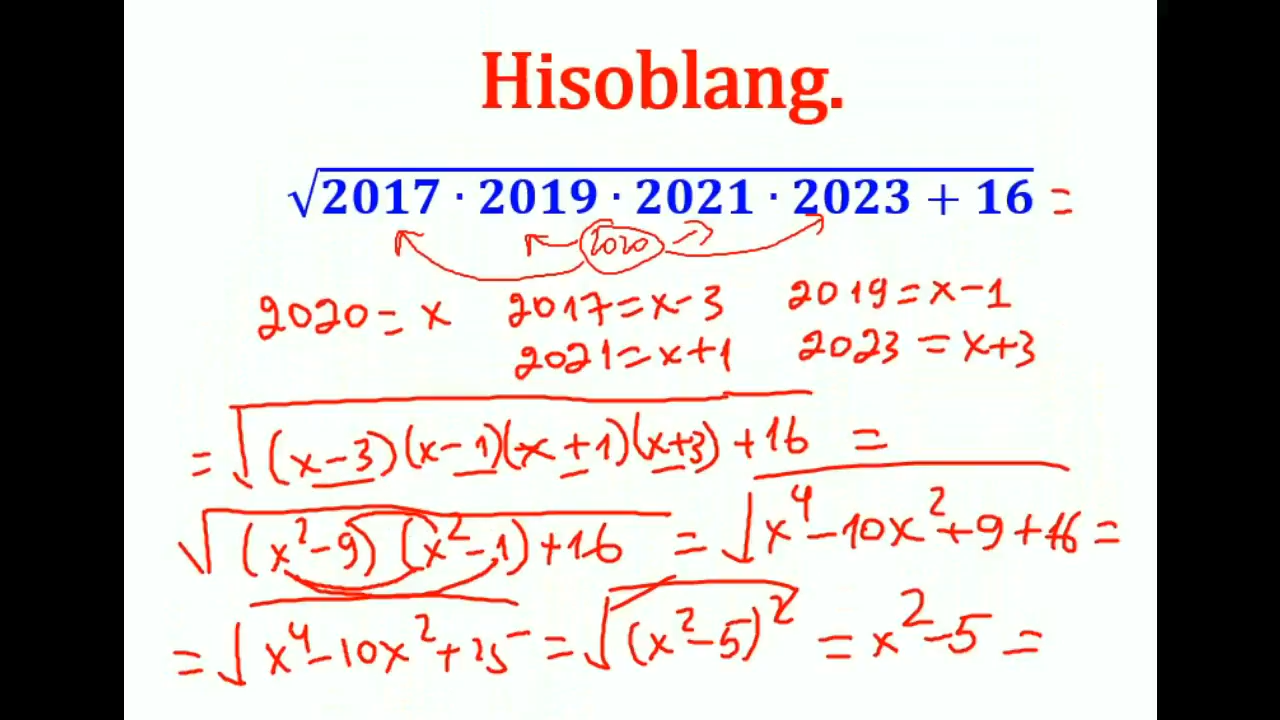 Hisoblang.
√2017 · 2019 · 2021 · 2023 + 16 =
2020
2020 = x 2017 = x - 3 2019 = x - 1
2021 = x + 1 2023 = x + 3
= √(x - 3)(x - 1)(x + 1)(x + 3) + 16 =
√(x² - 9)(x² - 1) + 16 = √x⁴ - 10x² + 9 + 16 =
= √x⁴ - 10x² + 25 = √(x² - 5)² = x² - 5 =